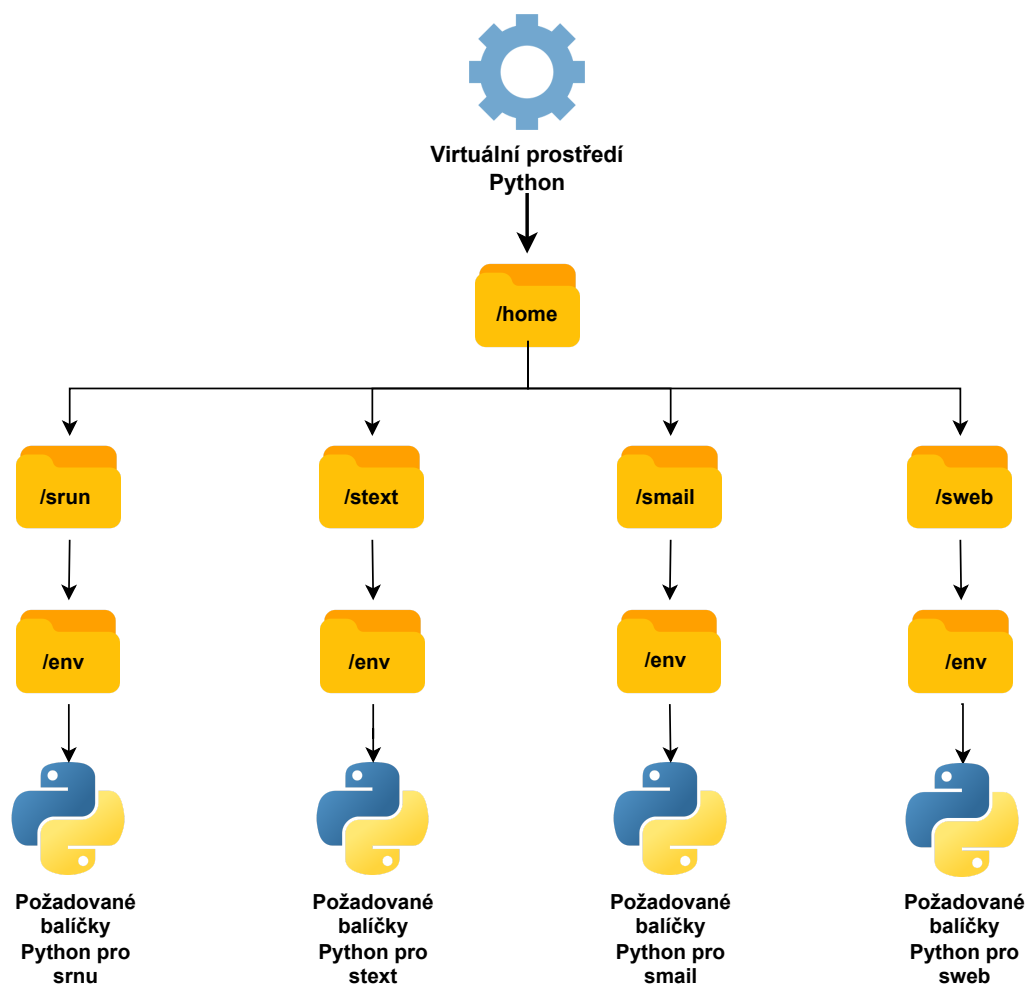 Virtuální prostředí
Python
/home
/srun
/stext
/smail
/sweb
/env
/env
/env
/env
Požadované
balíčky
Python pro
srnu
Požadované
balíčky
Python pro
stext
Požadované
balíčky
Python pro
smail
Požadované
balíčky
Python pro
sweb